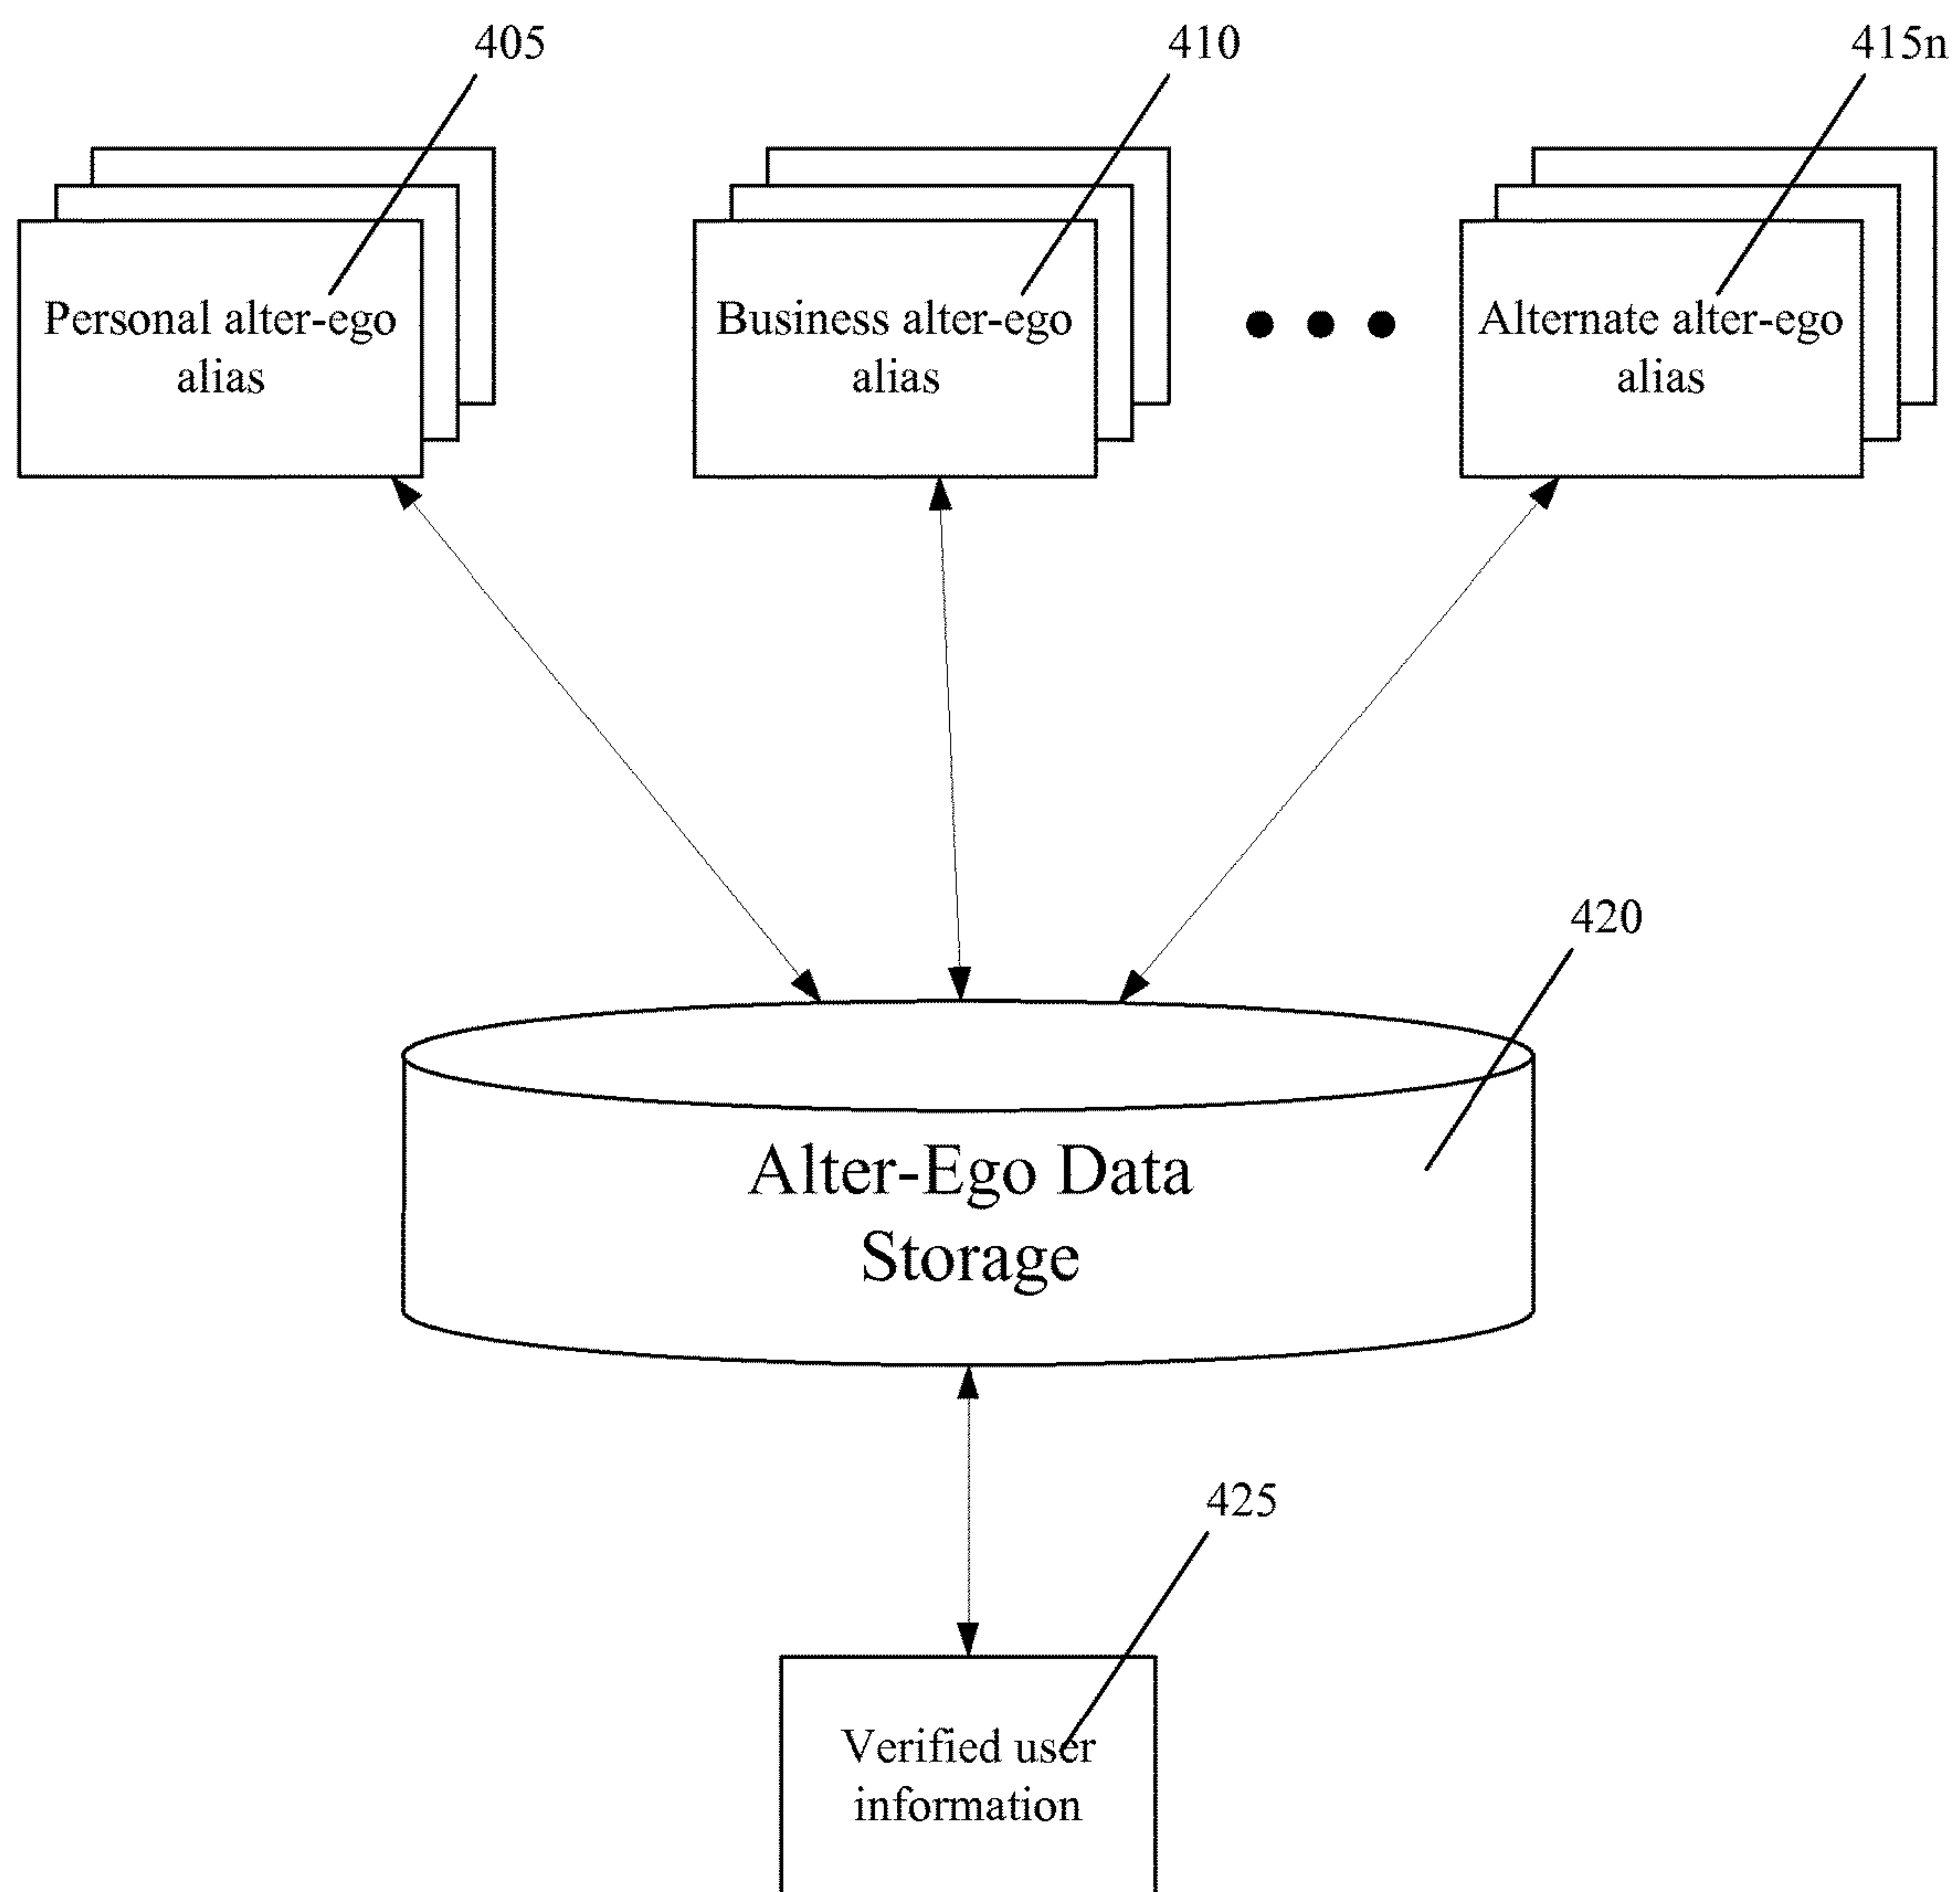 405
410
415n
Personal alter-ego
alias
Business alter-ego
alias
Alternate alter-ego
alias
420
Alter-Ego Data
Storage
425
Verified user
information